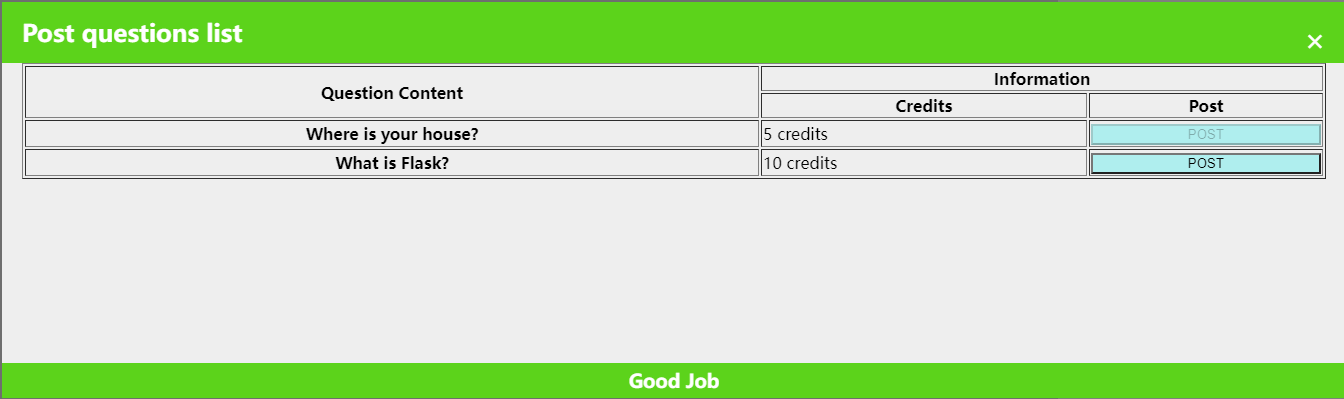 Post questions list
×
Question Content
Information
Credits Post
Where is your house? 5 credits POST
What is Flask? 10 credits POST
Good Job